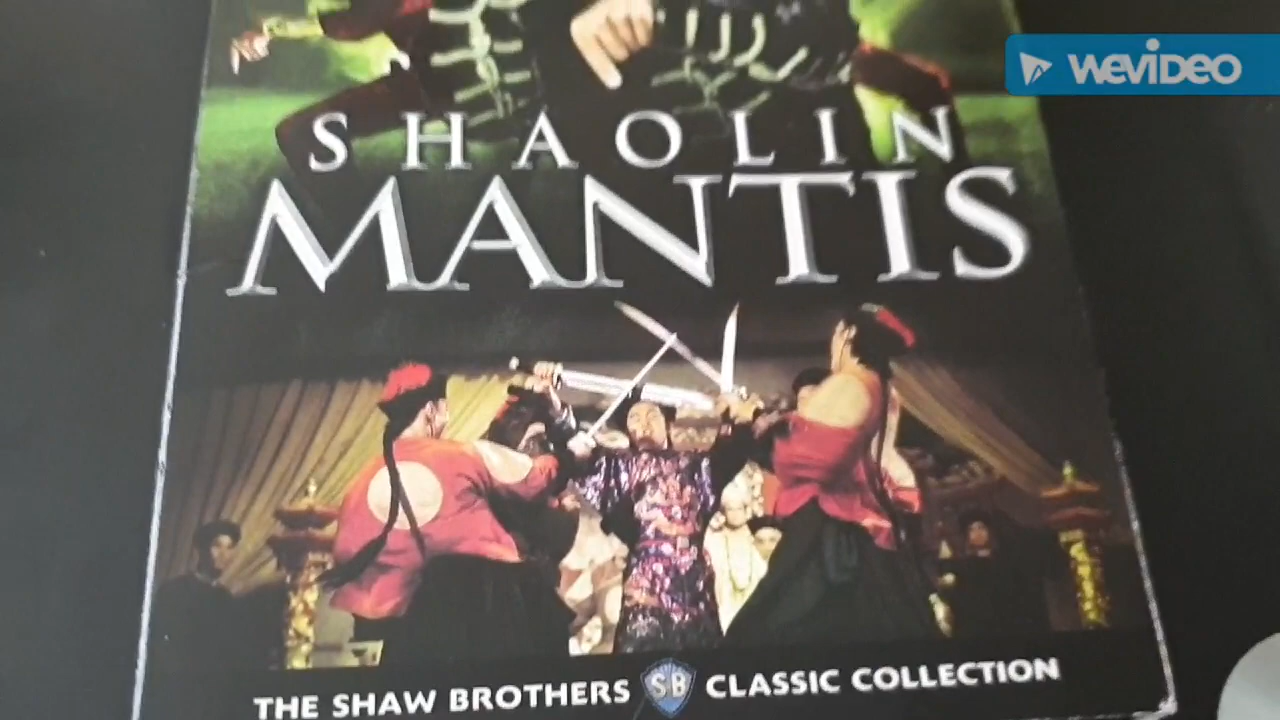 WEVIDEO
SHAOLIN
MANTIS
THE SHAW BROTHERS SB CLASSIC COLLECTION